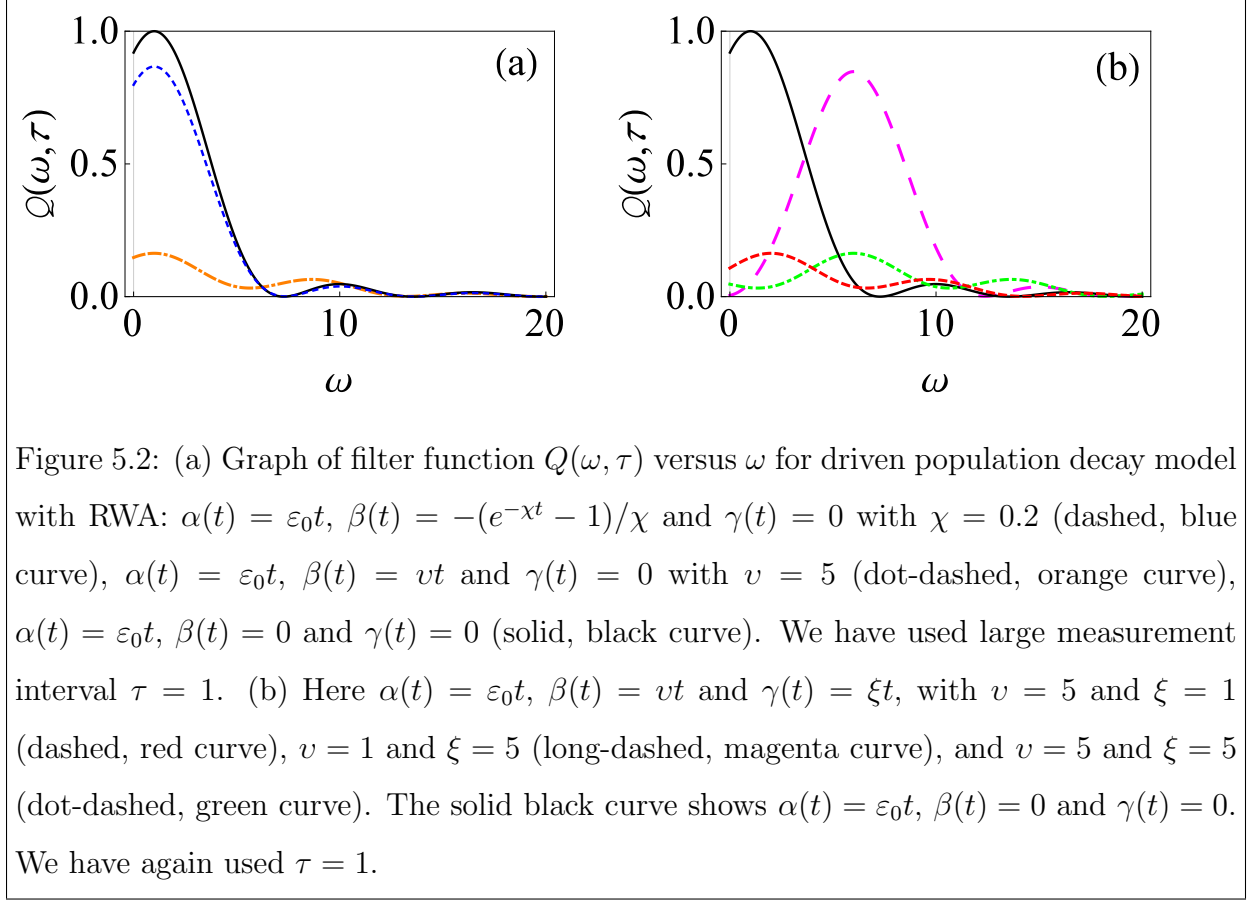 1.0
0.5
0.0
0
10
20
Q(ω,τ)
ω
(a)
1.0
0.5
0.0
0
10
20
Q(ω,τ)
ω
(b)
Figure 5.2: (a) Graph of filter function Q(ω, τ) versus ω for driven population decay model
with RWA: α(t) = ε₀t, β(t) = −(e^{−χt} − 1)/χ and γ(t) = 0 with χ = 0.2 (dashed, blue
curve), α(t) = ε₀t, β(t) = υt and γ(t) = 0 with υ = 5 (dot-dashed, orange curve),
α(t) = ε₀t, β(t) = 0 and γ(t) = 0 (solid, black curve). We have used large measurement
interval τ = 1. (b) Here α(t) = ε₀t, β(t) = υt and γ(t) = ξt, with υ = 5 and ξ = 1
(dashed, red curve), υ = 1 and ξ = 5 (long-dashed, magenta curve), and υ = 5 and ξ = 5
(dot-dashed, green curve). The solid black curve shows α(t) = ε₀t, β(t) = 0 and γ(t) = 0.
We have again used τ = 1.